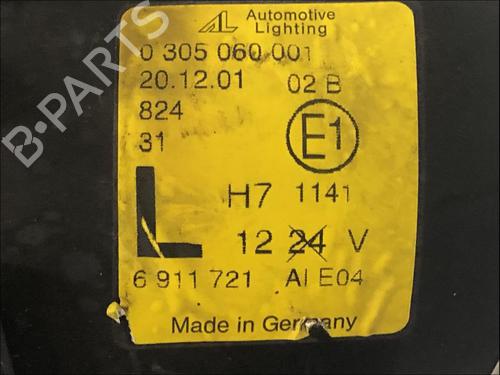 AL Automotive
Lighting
0 305 060 001
20.12.01 02 B
824
31
E1
L
H7 1141
12 24 V
6 911 721 AI E04
Made in Germany
B-PARTS